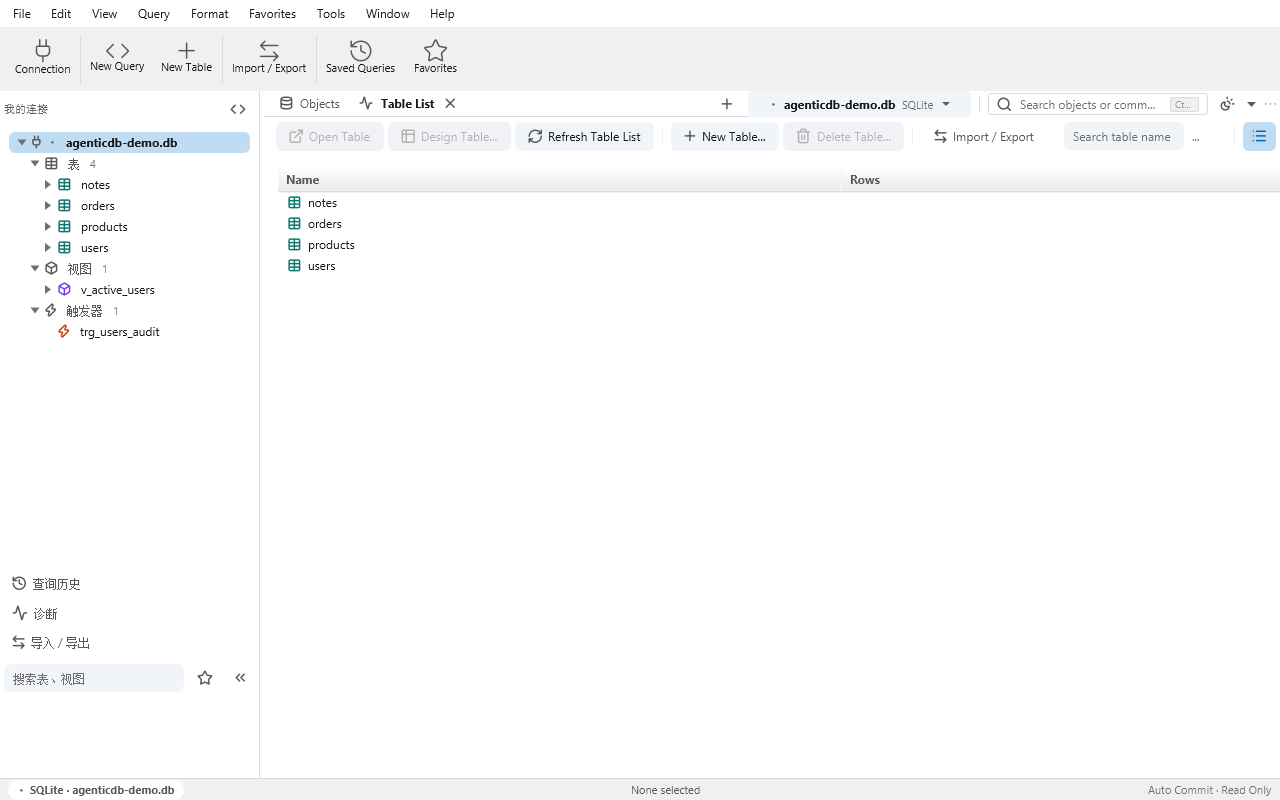 File Edit View Query Format Favorites Tools Window Help
Connection New Query New Table Import / Export Saved Queries Favorites
我的连接
agenticdb-demo.db
表 4
notes
orders
products
users
视图 1
v_active_users
触发器 1
trg_users_audit
查询历史
诊断
导入 / 导出
搜索表、视图
Objects Table List agenticdb-demo.db SQLite Search objects or comm... Ct...
Open Table Design Table... Refresh Table List New Table... Delete Table... Import / Export Search table name ...
Name Rows
notes
orders
products
users
SQLite · agenticdb-demo.db None selected Auto Commit · Read Only